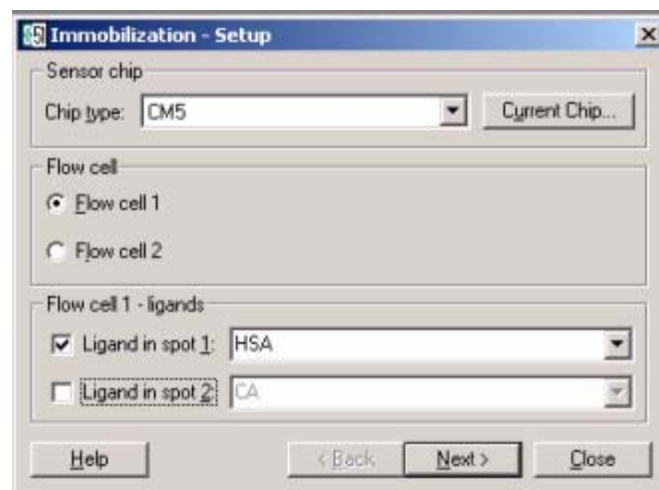 Immobilization - Setup
Sensor chip
Chip type: CM5 Current Chip...
Flow cell
Flow cell 1
Flow cell 2
Flow cell 1 - ligands
Ligand in spot 1: HSA
Ligand in spot 2: CA
Help < Back Next > Close